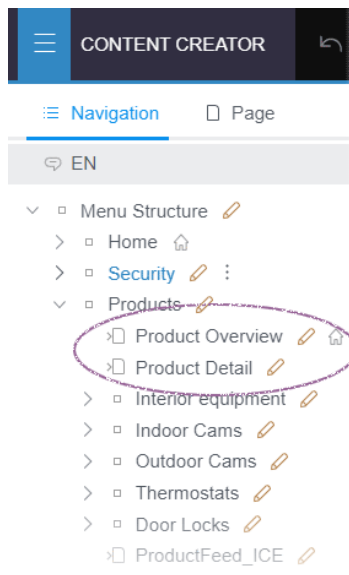 CONTENT CREATOR
Navigation Page
EN
Menu Structure
Home
Security
Products
Product Overview
Product Detail
Interior equipment
Indoor Cams
Outdoor Cams
Thermostats
Door Locks
ProductFeed_ICE